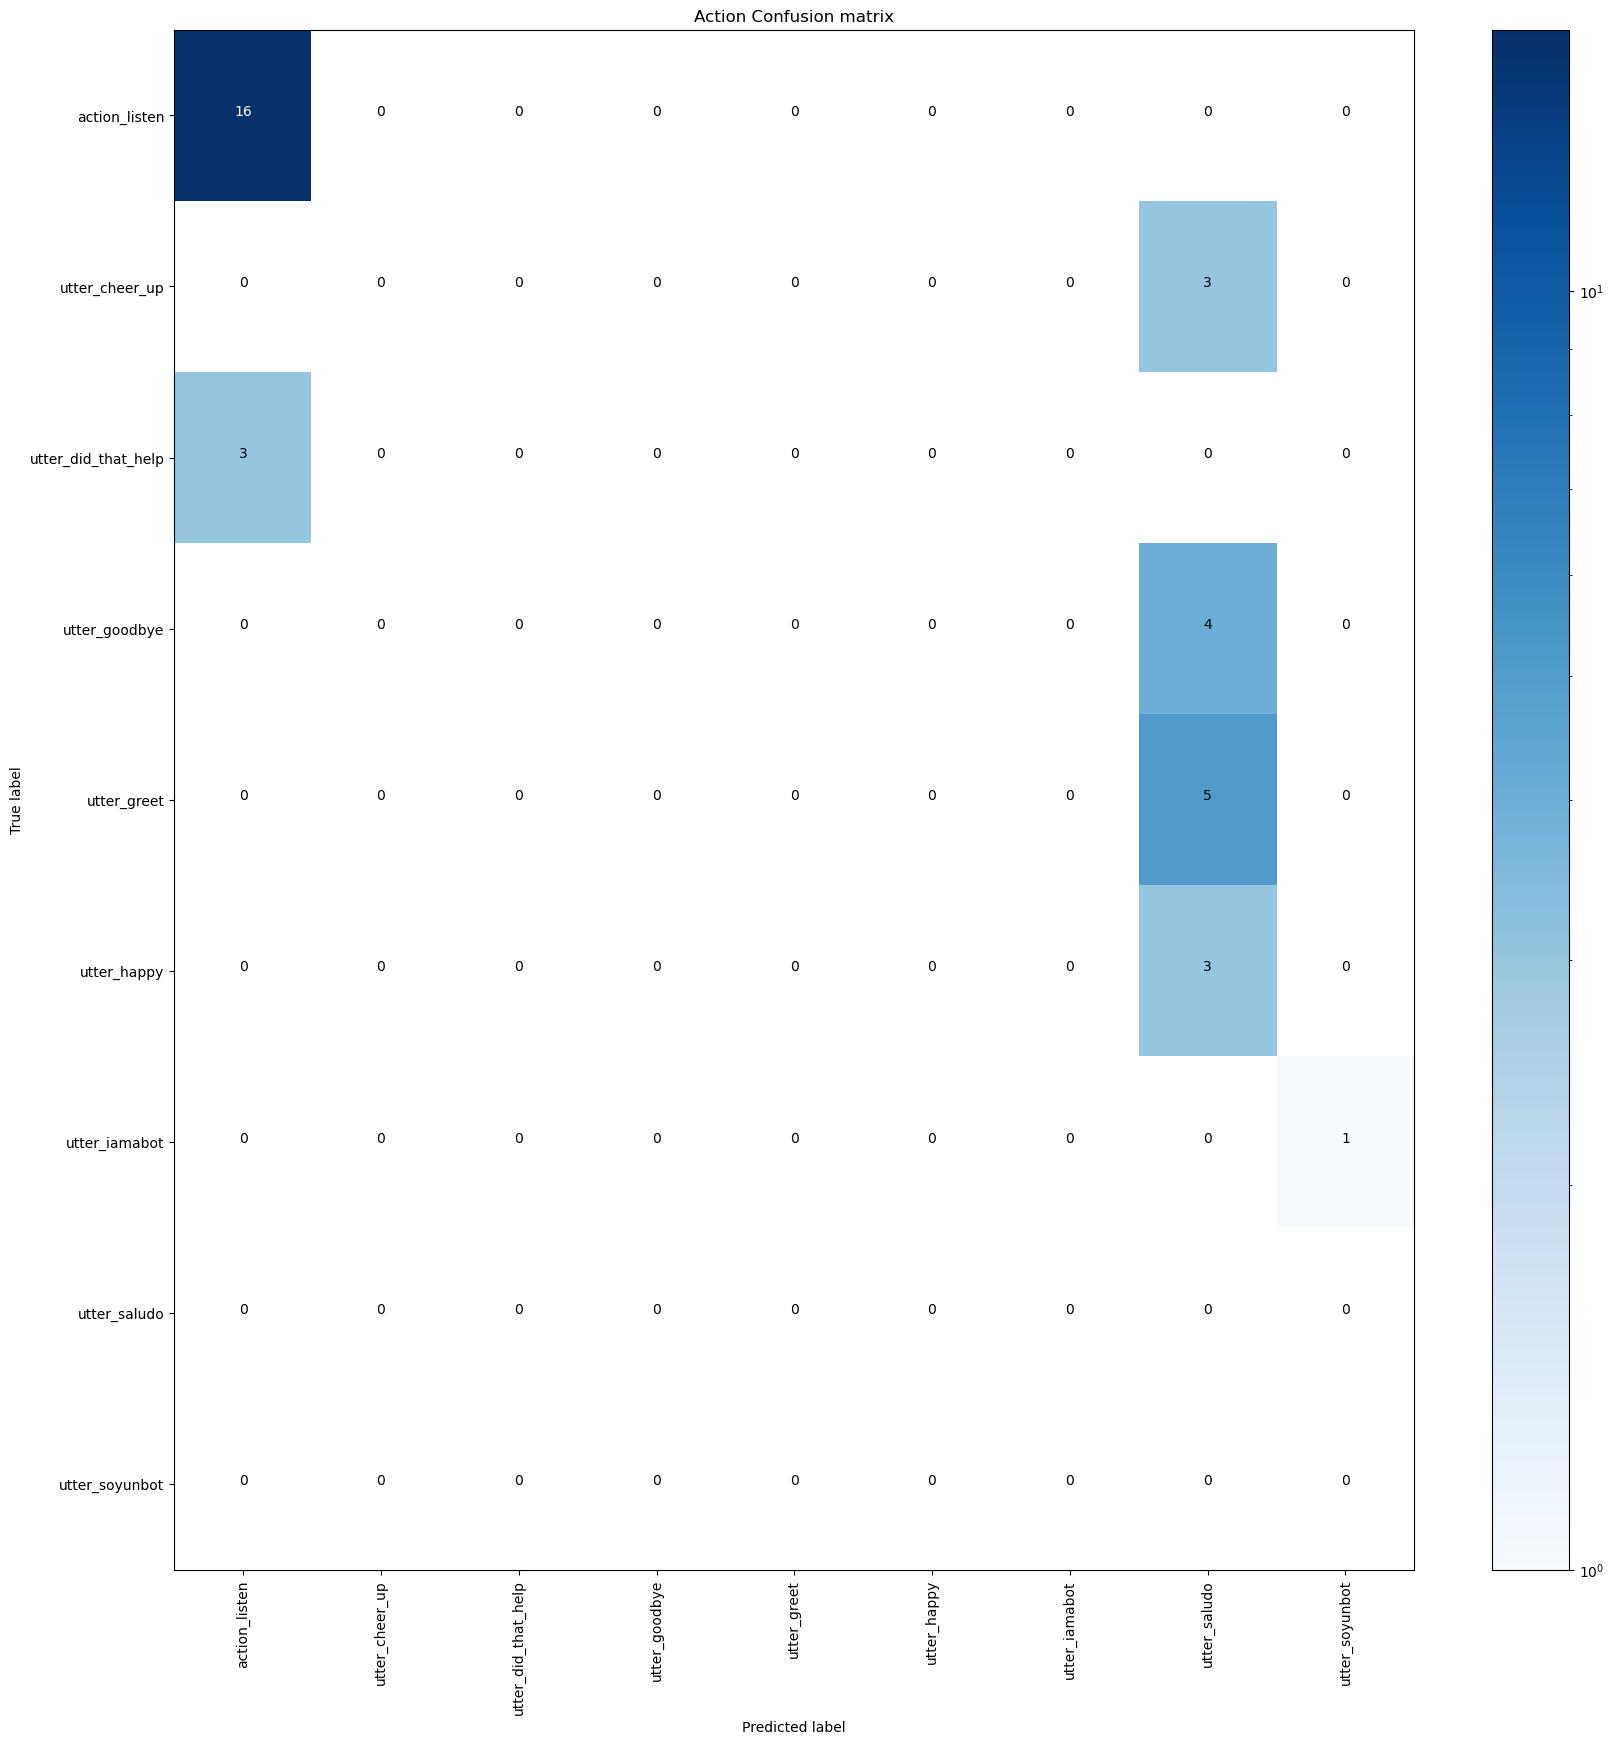 Action Confusion matrix
True label
action_listen 16 0 0 0 0 0 0 0 0
utter_cheer_up 0 0 0 0 0 0 0 3 0
utter_did_that_help 3 0 0 0 0 0 0 0 0
utter_goodbye 0 0 0 0 0 0 0 4 0
utter_greet 0 0 0 0 0 0 0 5 0
utter_happy 0 0 0 0 0 0 0 3 0
utter_iamabot 0 0 0 0 0 0 0 0 1
utter_saludo 0 0 0 0 0 0 0 0 0
utter_soyunbot 0 0 0 0 0 0 0 0 0
action_listen
utter_cheer_up
utter_did_that_help
utter_goodbye
utter_greet
utter_happy
utter_iamabot
utter_saludo
utter_soyunbot
Predicted label
10¹
10⁰